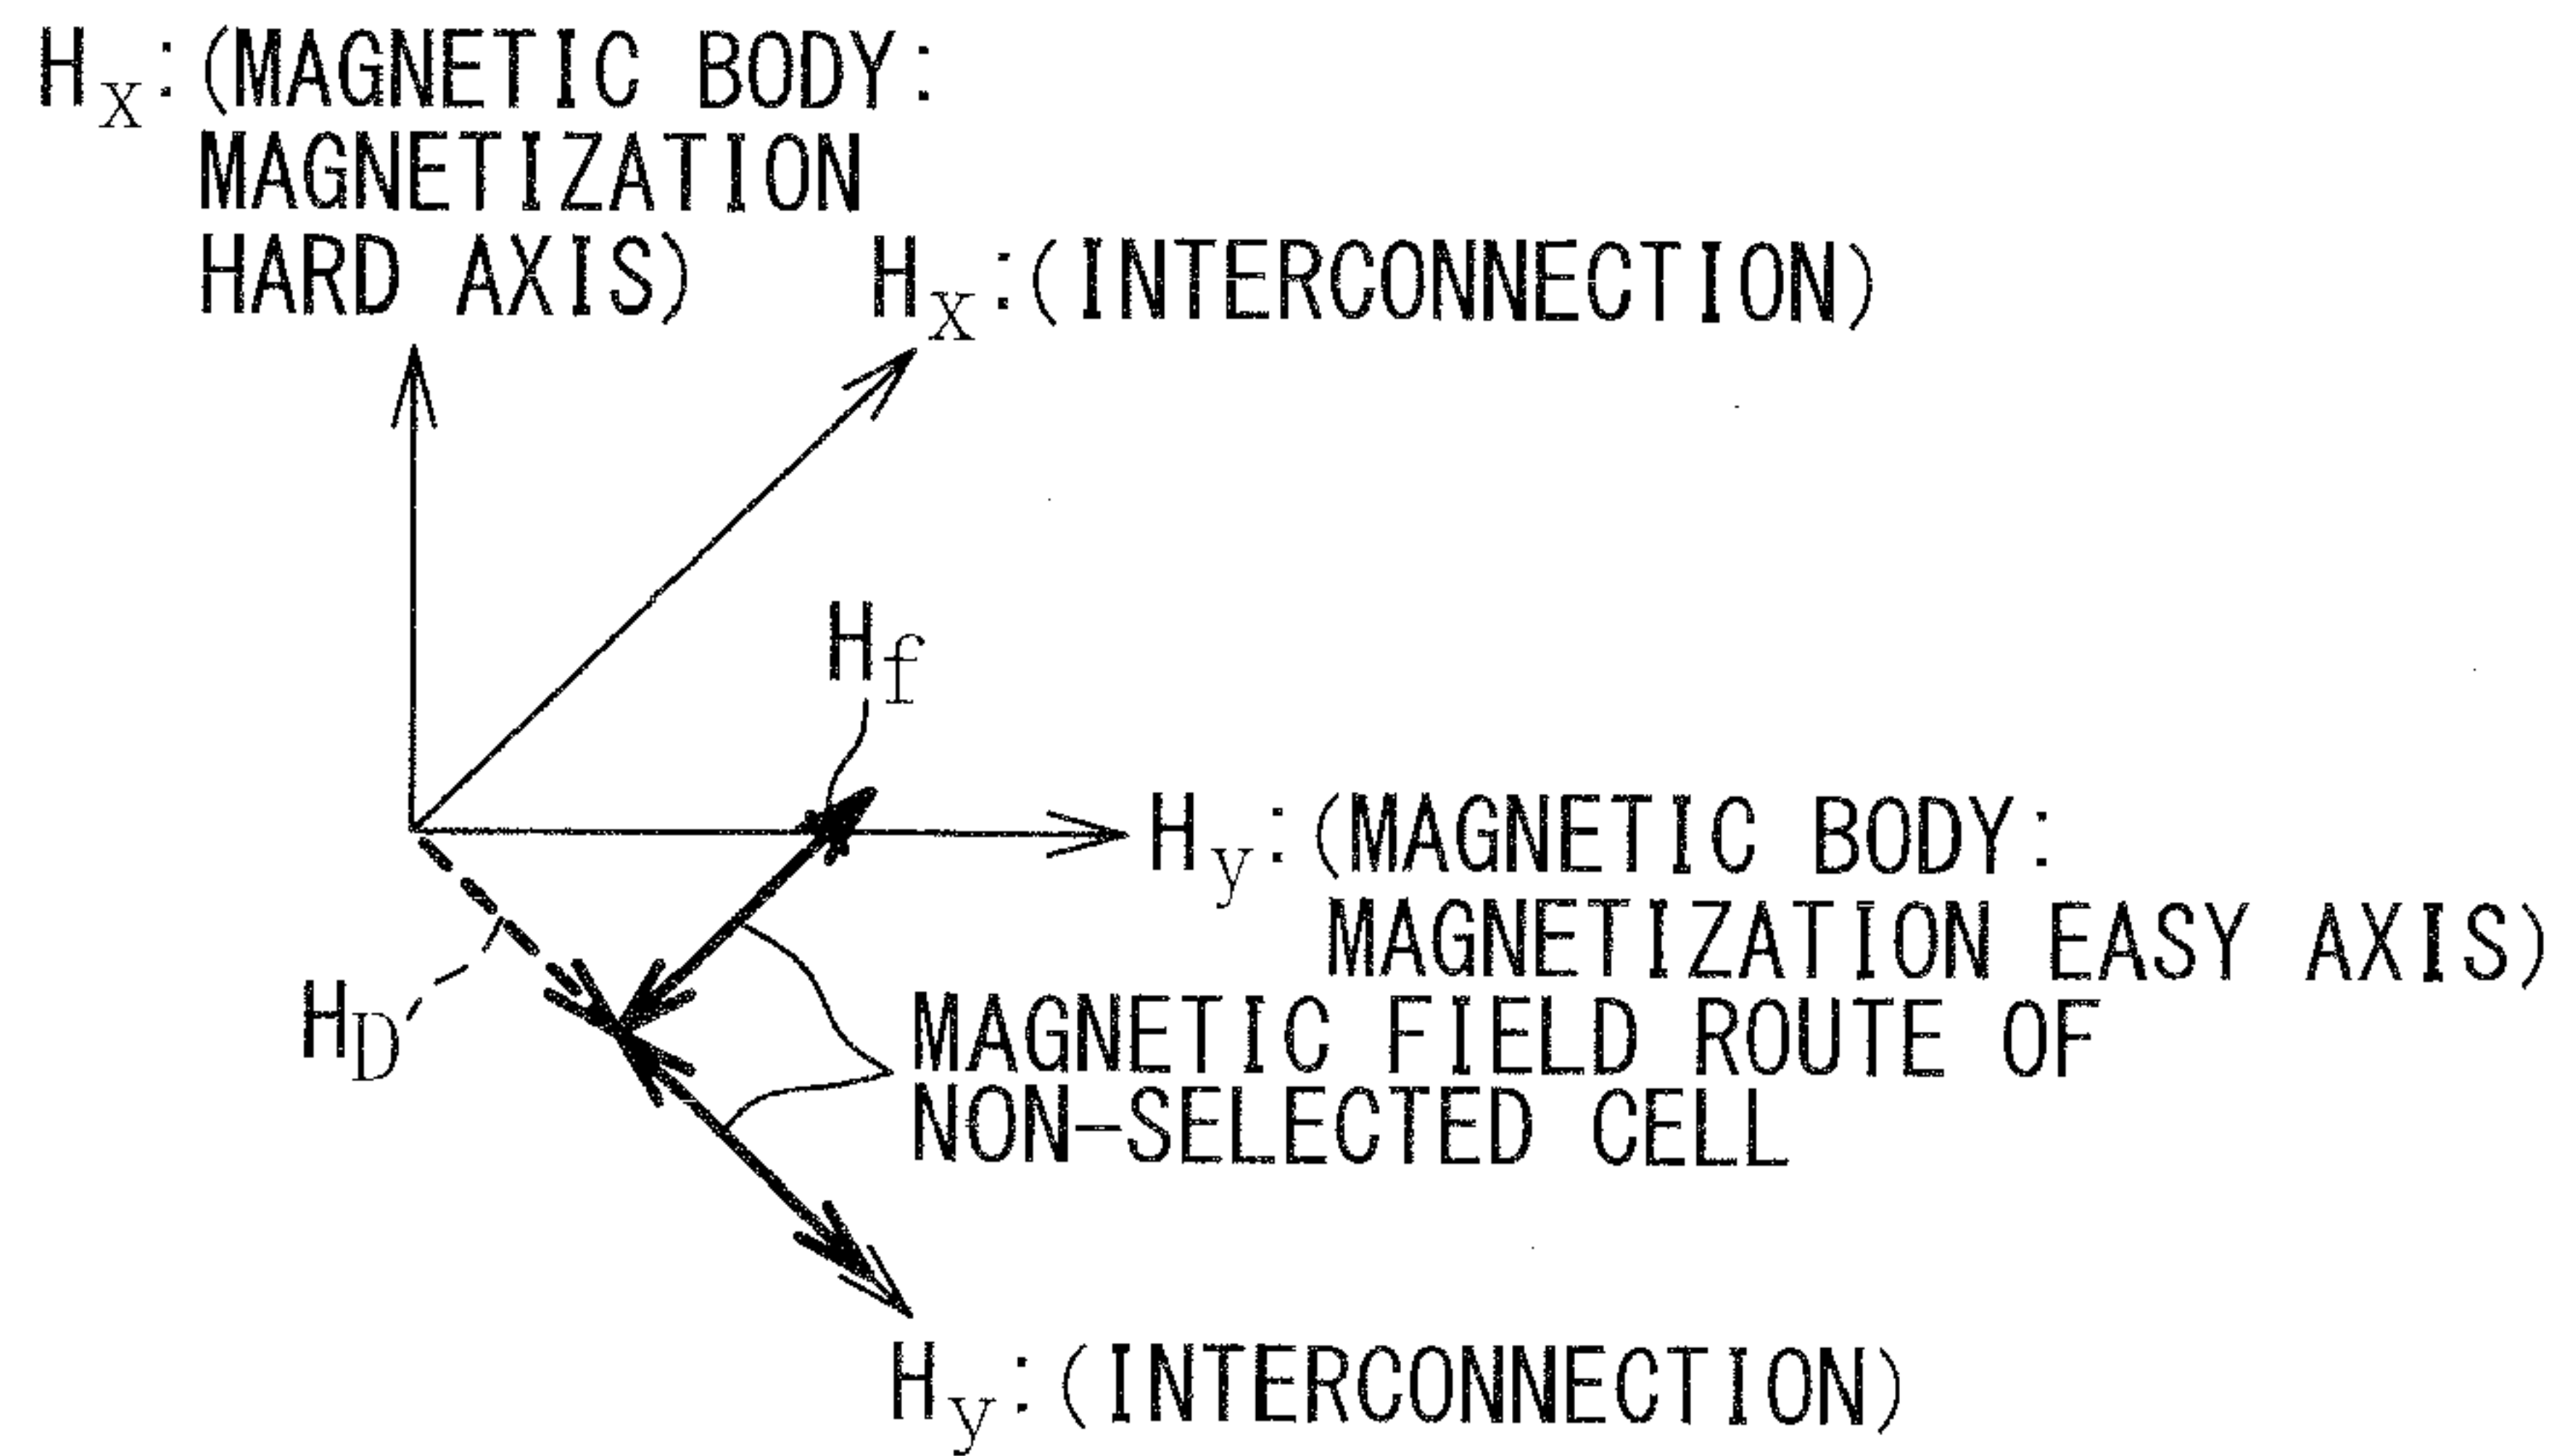 Hx:(MAGNETIC BODY:
MAGNETIZATION
HARD AXIS)
Hx:(INTERCONNECTION)
Hf
Hy:(MAGNETIC BODY:
MAGNETIZATION EASY AXIS)
HD
MAGNETIC FIELD ROUTE OF
NON-SELECTED CELL
Hy:(INTERCONNECTION)